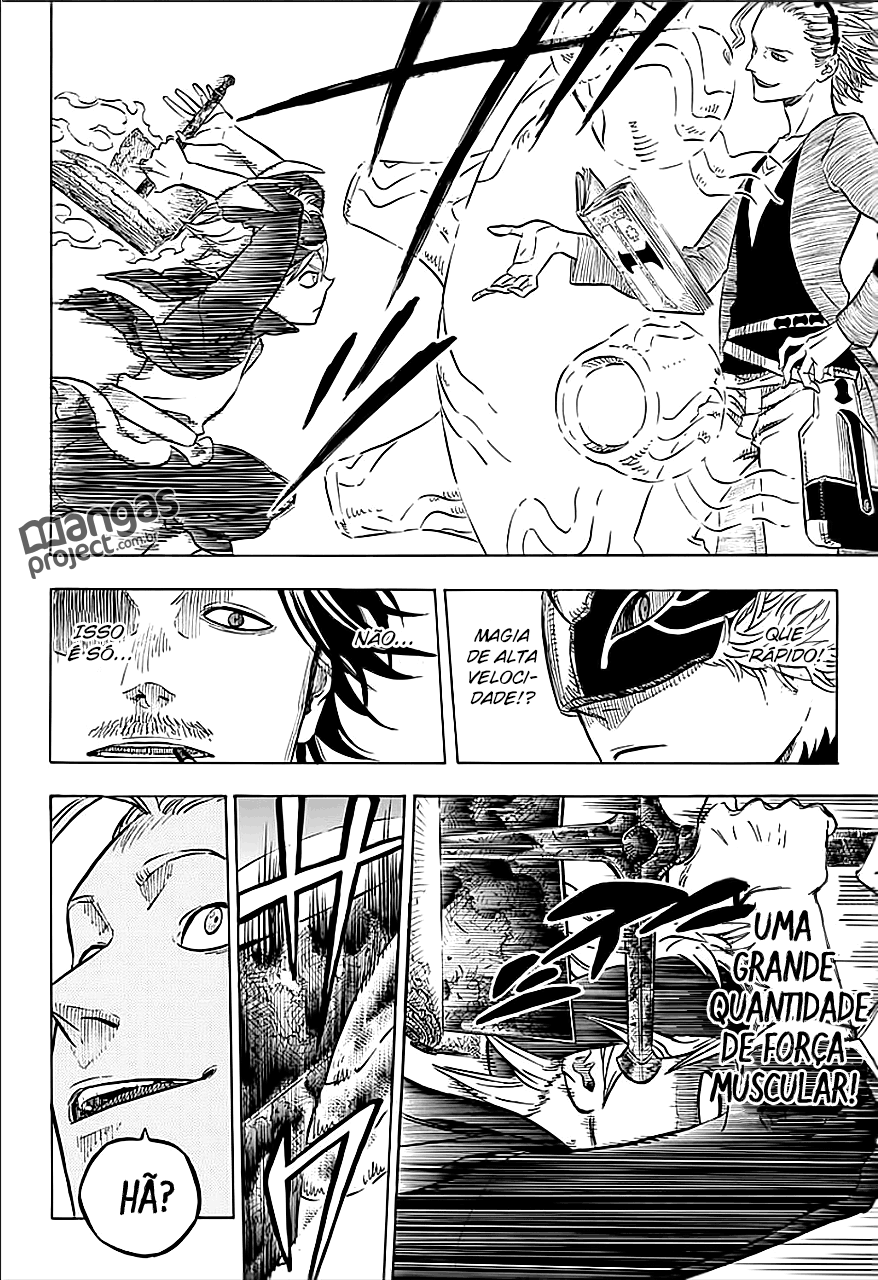 mangas
project.com.br
QUE
RÁPIDO!
MAGIA
DE ALTA
VELOCI-
DADE!?
NÃO...
ISSO
É SÓ...
UMA
GRANDE
QUANTIDADE
DE FORÇA
MUSCULAR!
HÃ?